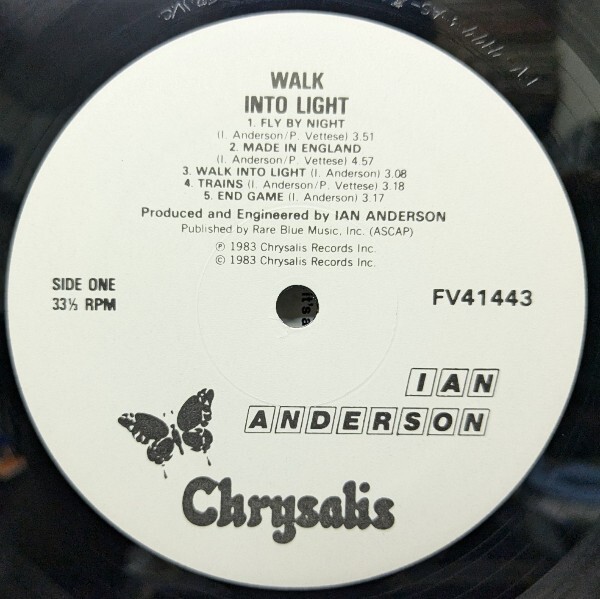 WALK
INTO LIGHT
1. FLY BY NIGHT
(I. Anderson/P. Vettese) 3.51
2. MADE IN ENGLAND
(I. Anderson/P. Vettese) 4.57
3. WALK INTO LIGHT (I. Anderson) 3.08
4. TRAINS (I. Anderson/P. Vettese) 3.18
5. END GAME (I. Anderson) 3.17
Produced and Engineered by IAN ANDERSON
Published by Rare Blue Music, Inc. (ASCAP)
℗ 1983 Chrysalis Records Inc.
© 1983 Chrysalis Records Inc.
SIDE ONE
33⅓ RPM
FV41443
it's a
IAN
ANDERSON
Chrysalis